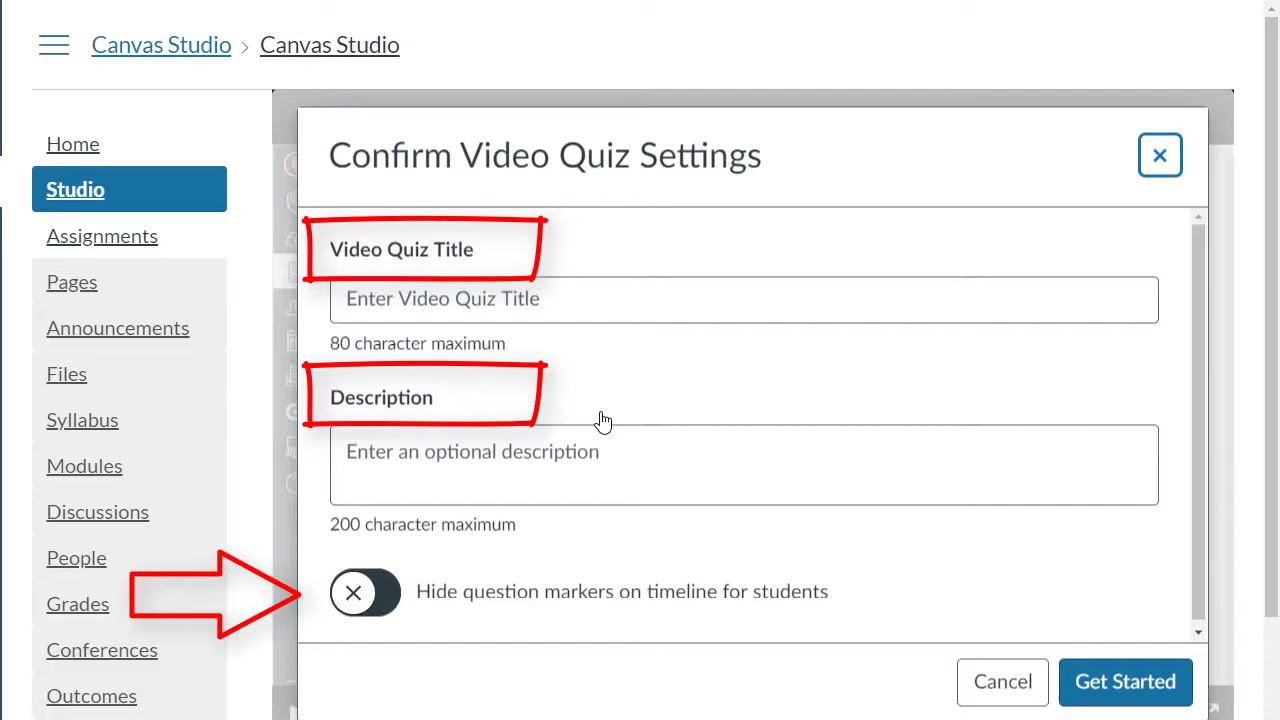 Canvas Studio › Canvas Studio
Home
Studio
Assignments
Pages
Announcements
Files
Syllabus
Modules
Discussions
People
Grades
Conferences
Outcomes
Confirm Video Quiz Settings
Video Quiz Title
Enter Video Quiz Title
80 character maximum
Description
Enter an optional description
200 character maximum
Hide question markers on timeline for students
Cancel
Get Started